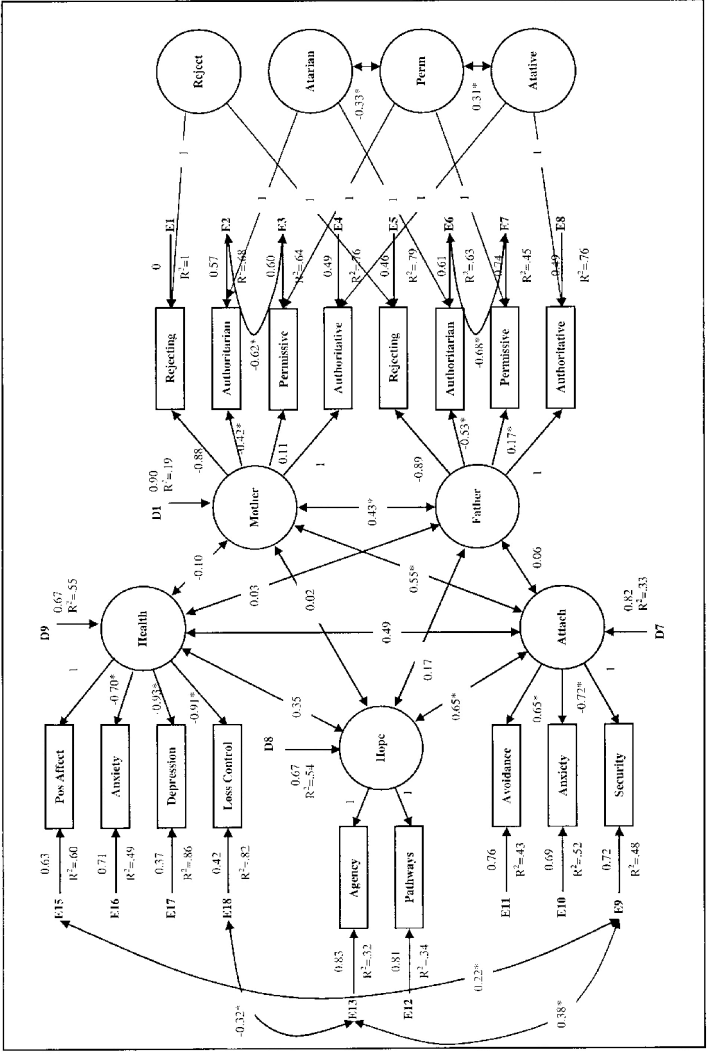 E9
0.72
R²=.48
Security
E10
0.69
R²=.52
Anxiety
E11
0.76
R²=.43
Avoidance
E12
0.81
R²=.34
Pathways
E13
0.83
R²=.32
Agency
E18
0.42
R²=.82
Loss Control
E17
0.37
R²=.86
Depression
E16
0.71
R²=.49
Anxiety
E15
0.63
R²=.60
Pos Affect
0.38*
0.22*
-0.32*
1
-0.72*
0.65*
1
1
-0.91*
-0.93*
-0.70*
1
D7
0.82
R²=.33
Attach
D8
0.67
R²=.54
Hope
D9
0.67
R²=.55
Health
0.65*
0.17
0.35
0.49
0.06
0.55*
0.02
0.03
-0.10
Father
0.43*
Mother
D1
0.90
R²=.19
1
0.17*
-0.53*
-0.89
1
0.11
-0.42*
-0.88
Authoritative
Permissive
Authoritarian
Rejecting
Authoritative
Permissive
Authoritarian
Rejecting
-0.68*
-0.62*
0.49
R²=.76
E8
0.74
R²=.45
E7
0.61
R²=.63
E6
0.46
R²=.79
E5
0.49
R²=.76
E4
0.60
R²=.64
E3
0.57
R²=.68
E2
0
R²=1
E1
1
1
1
1
1
1
1
1
0.31*
-0.33*
Atative
Perm
Atarian
Reject